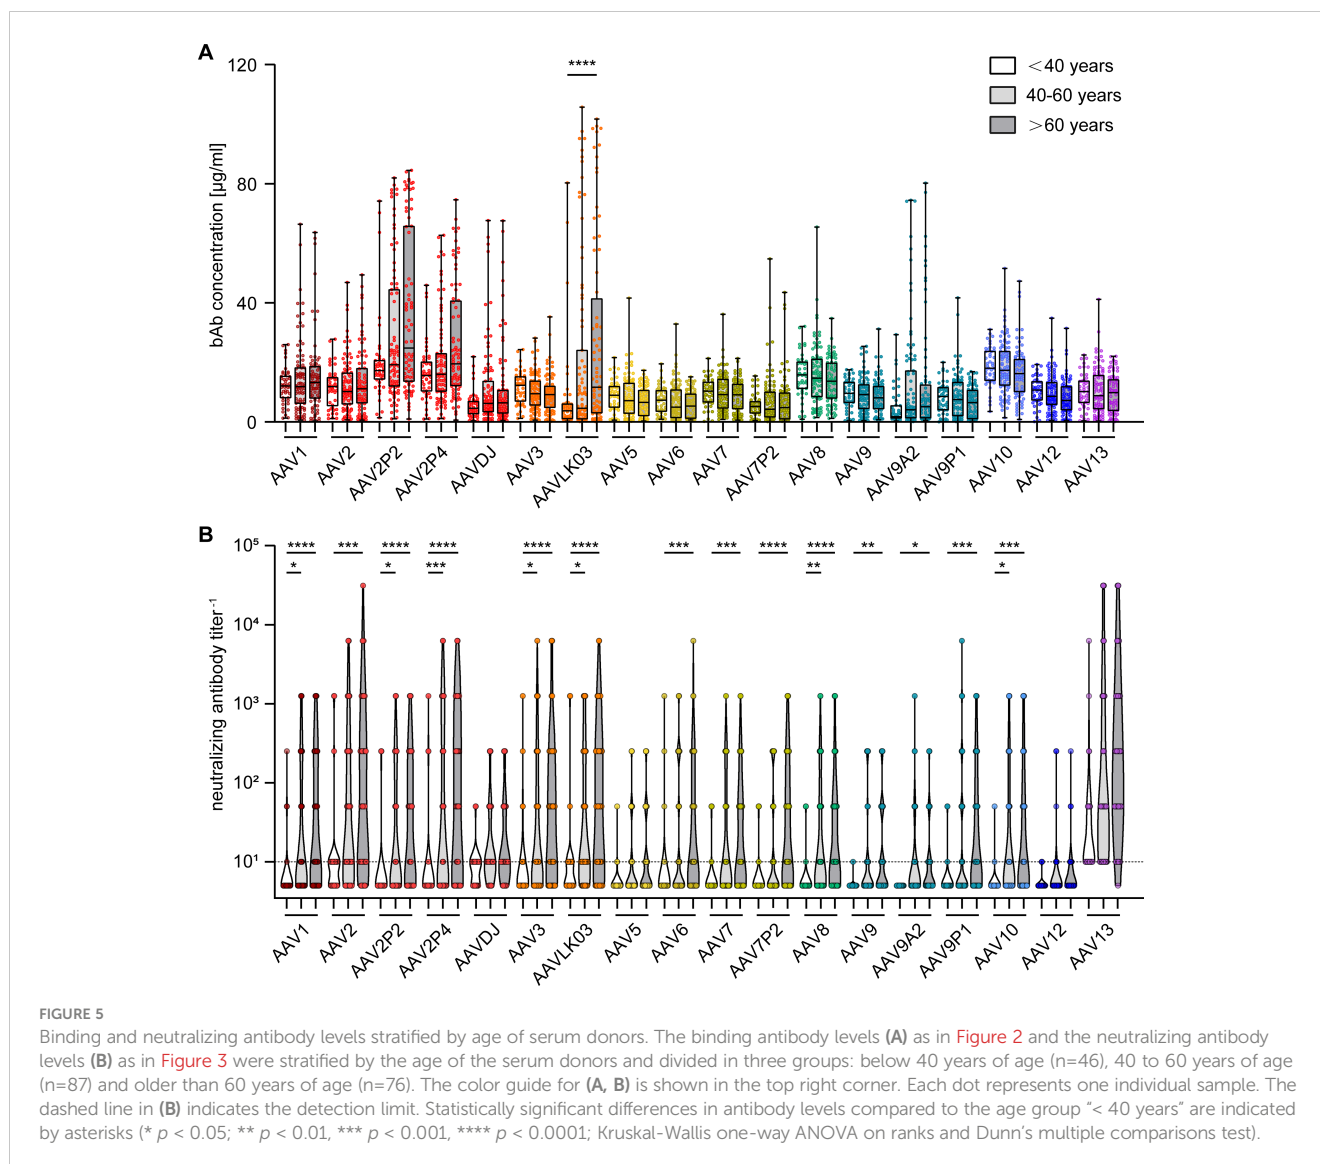 A
120
80
40
0
bAb concentration [µg/ml]
****
<40 years
40-60 years
>60 years
AAV1
AAV2
AAV2P2
AAV2P4
AAVDJ
AAV3
AAVLK03
AAV5
AAV6
AAV7
AAV7P2
AAV8
AAV9
AAV9A2
AAV9P1
AAV10
AAV12
AAV13
B
10⁵
10⁴
10³
10²
10¹
neutralizing antibody titer⁻¹
**** *** **** **** **** **** *** *** **** **** ** * *** ***
* * *** * * ** *
AAV1
AAV2
AAV2P2
AAV2P4
AAVDJ
AAV3
AAVLK03
AAV5
AAV6
AAV7
AAV7P2
AAV8
AAV9
AAV9A2
AAV9P1
AAV10
AAV12
AAV13
FIGURE 5
Binding and neutralizing antibody levels stratified by age of serum donors. The binding antibody levels (A) as in Figure 2 and the neutralizing antibody
levels (B) as in Figure 3 were stratified by the age of the serum donors and divided in three groups: below 40 years of age (n=46), 40 to 60 years of age
(n=87) and older than 60 years of age (n=76). The color guide for (A, B) is shown in the top right corner. Each dot represents one individual sample. The
dashed line in (B) indicates the detection limit. Statistically significant differences in antibody levels compared to the age group “< 40 years” are indicated
by asterisks (* p < 0.05; ** p < 0.01, *** p < 0.001, **** p < 0.0001; Kruskal-Wallis one-way ANOVA on ranks and Dunn’s multiple comparisons test).